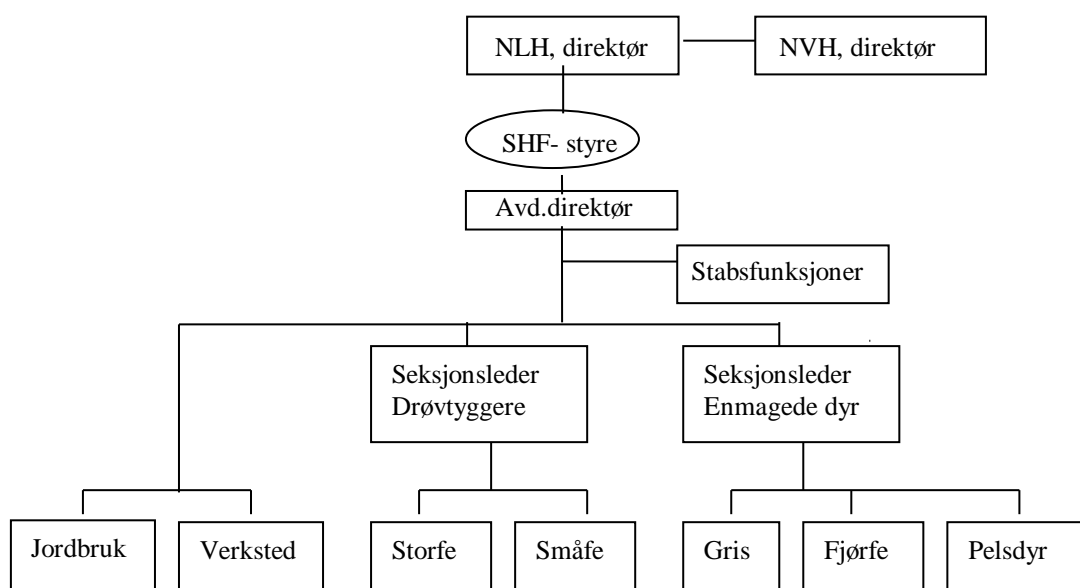 NLH, direktør
NVH, direktør
SHF- styre
Avd.direktør
Stabsfunksjoner
Seksjonsleder
Drøvtyggere
Seksjonsleder
Enmagede dyr
Jordbruk
Verksted
Storfe
Småfe
Gris
Fjørfe
Pelsdyr